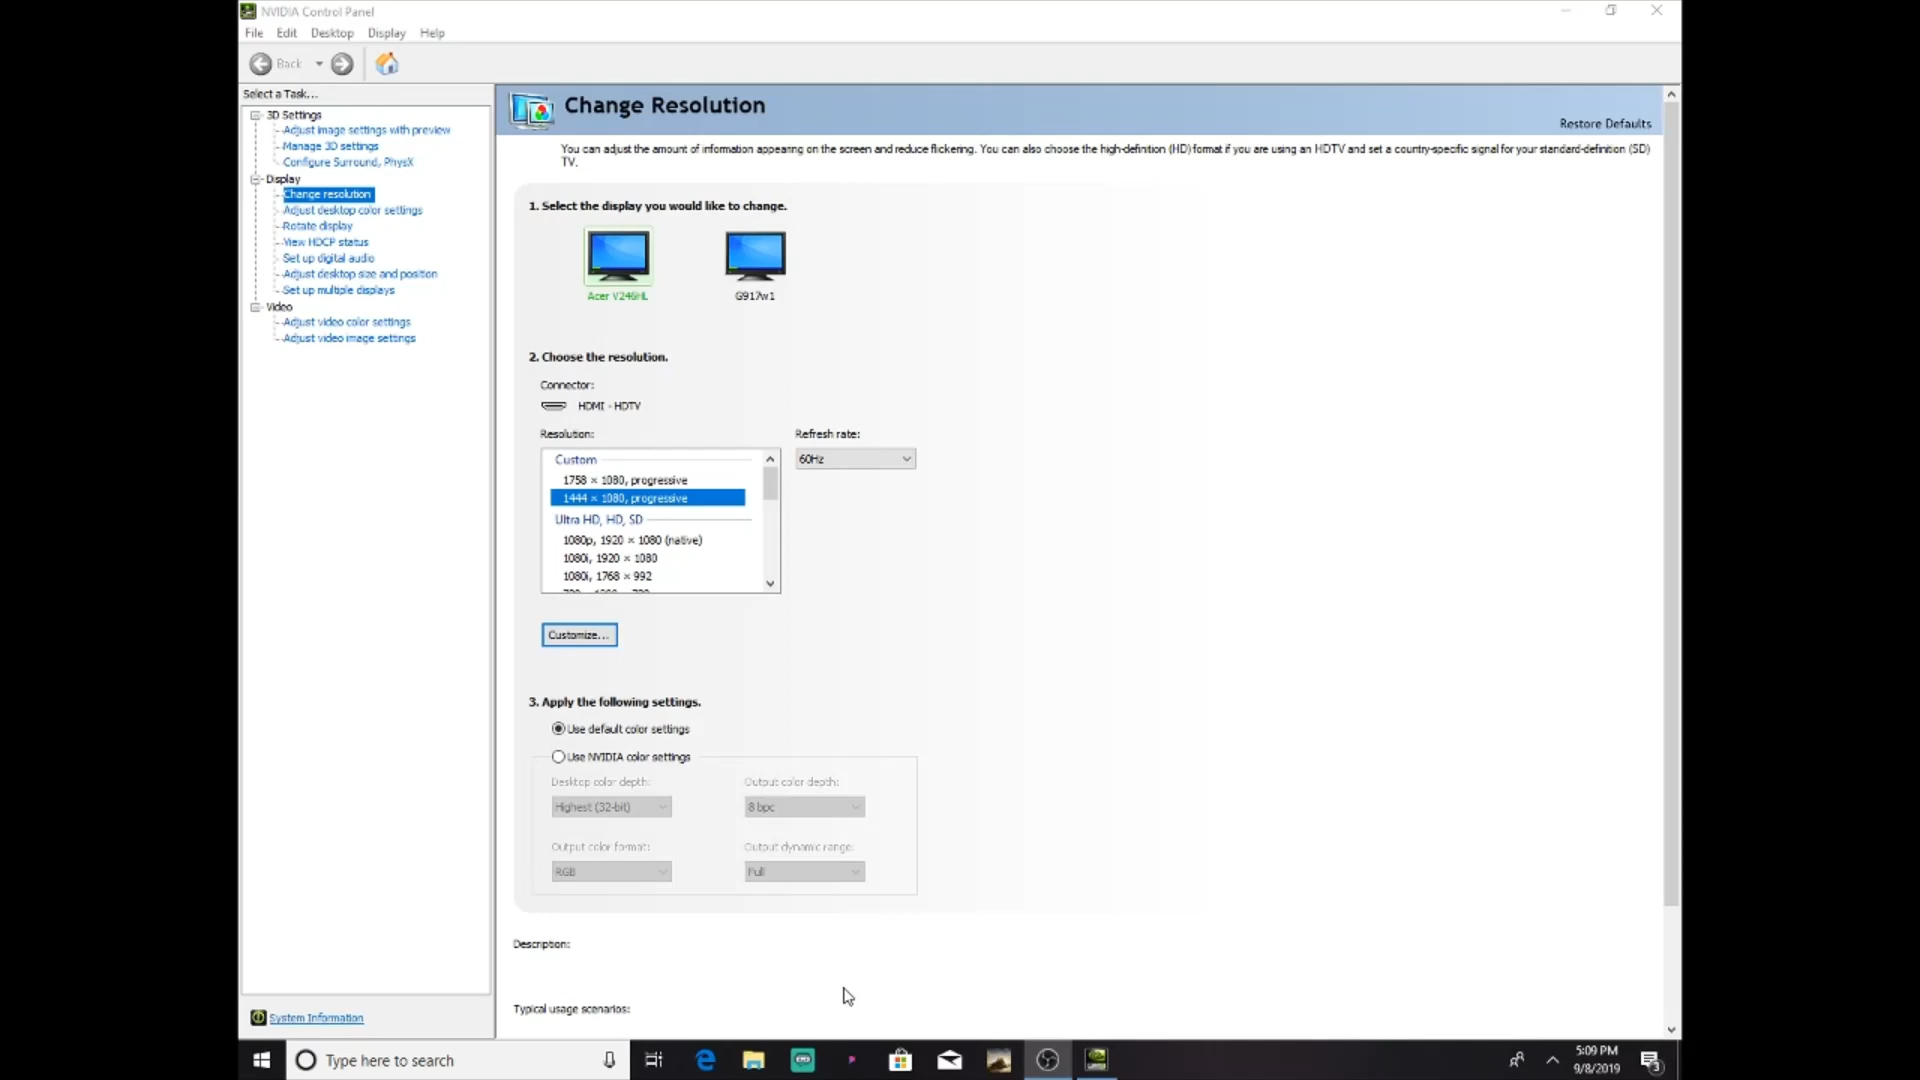 NVIDIA Control Panel
File Edit Desktop Display Help
Back
Select a Task...
3D Settings
Adjust image settings with preview
Manage 3D settings
Configure Surround, PhysX
Display
Change resolution
Adjust desktop color settings
Rotate display
View HDCP status
Set up digital audio
Adjust desktop size and position
Set up multiple displays
Video
Adjust video color settings
Adjust video image settings
System Information
Change Resolution
Restore Defaults
You can adjust the amount of information appearing on the screen and reduce flickering. You can also choose the high-definition (HD) format if you are using an HDTV and set a country-specific signal for your standard-definition (SD)
TV.
1. Select the display you would like to change.
Acer V246HL G917w1
2. Choose the resolution.
Connector:
HDMI - HDTV
Resolution: Refresh rate:
60Hz
Custom
1758 × 1080, progressive
1444 × 1080, progressive
Ultra HD, HD, SD
1080p, 1920 × 1080 (native)
1080i, 1920 × 1080
1080i, 1768 × 992
Customize...
3. Apply the following settings.
Use default color settings
Use NVIDIA color settings
Desktop color depth: Output color depth:
Highest (32-bit) 8 bpc
Output color format: Output dynamic range:
RGB Full
Description:
Typical usage scenarios:
Type here to search
5:09 PM
9/8/2019
3